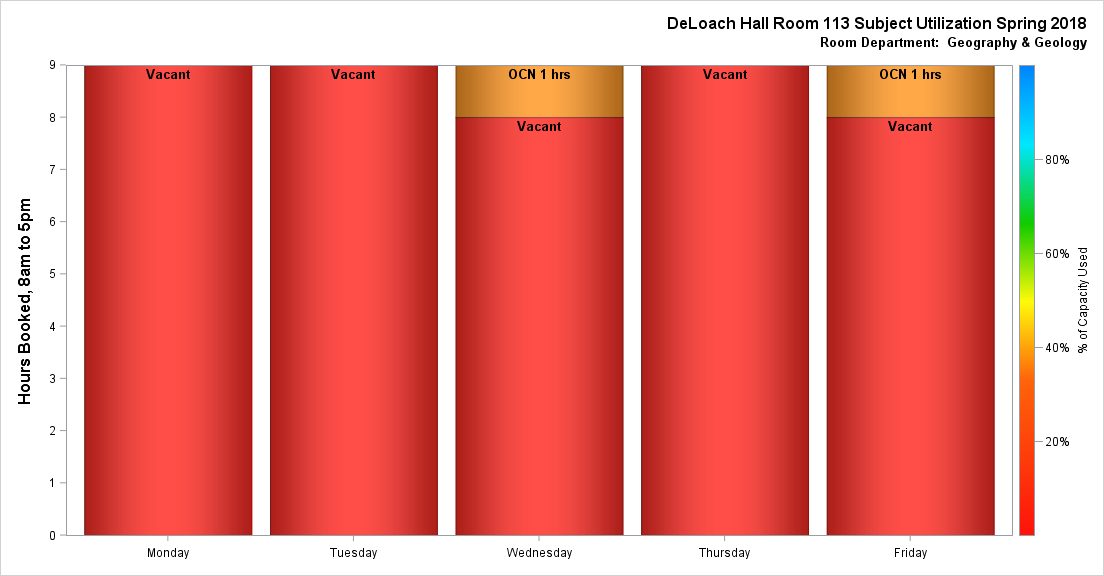 DeLoach Hall Room 113 Subject Utilization Spring 2018
Room Department: Geography & Geology
Hours Booked, 8am to 5pm
9
8
7
6
5
4
3
2
1
0
Vacant
Vacant
OCN 1 hrs
Vacant
Vacant
OCN 1 hrs
Vacant
Monday
Tuesday
Wednesday
Thursday
Friday
80%
60%
40%
20%
% of Capacity Used